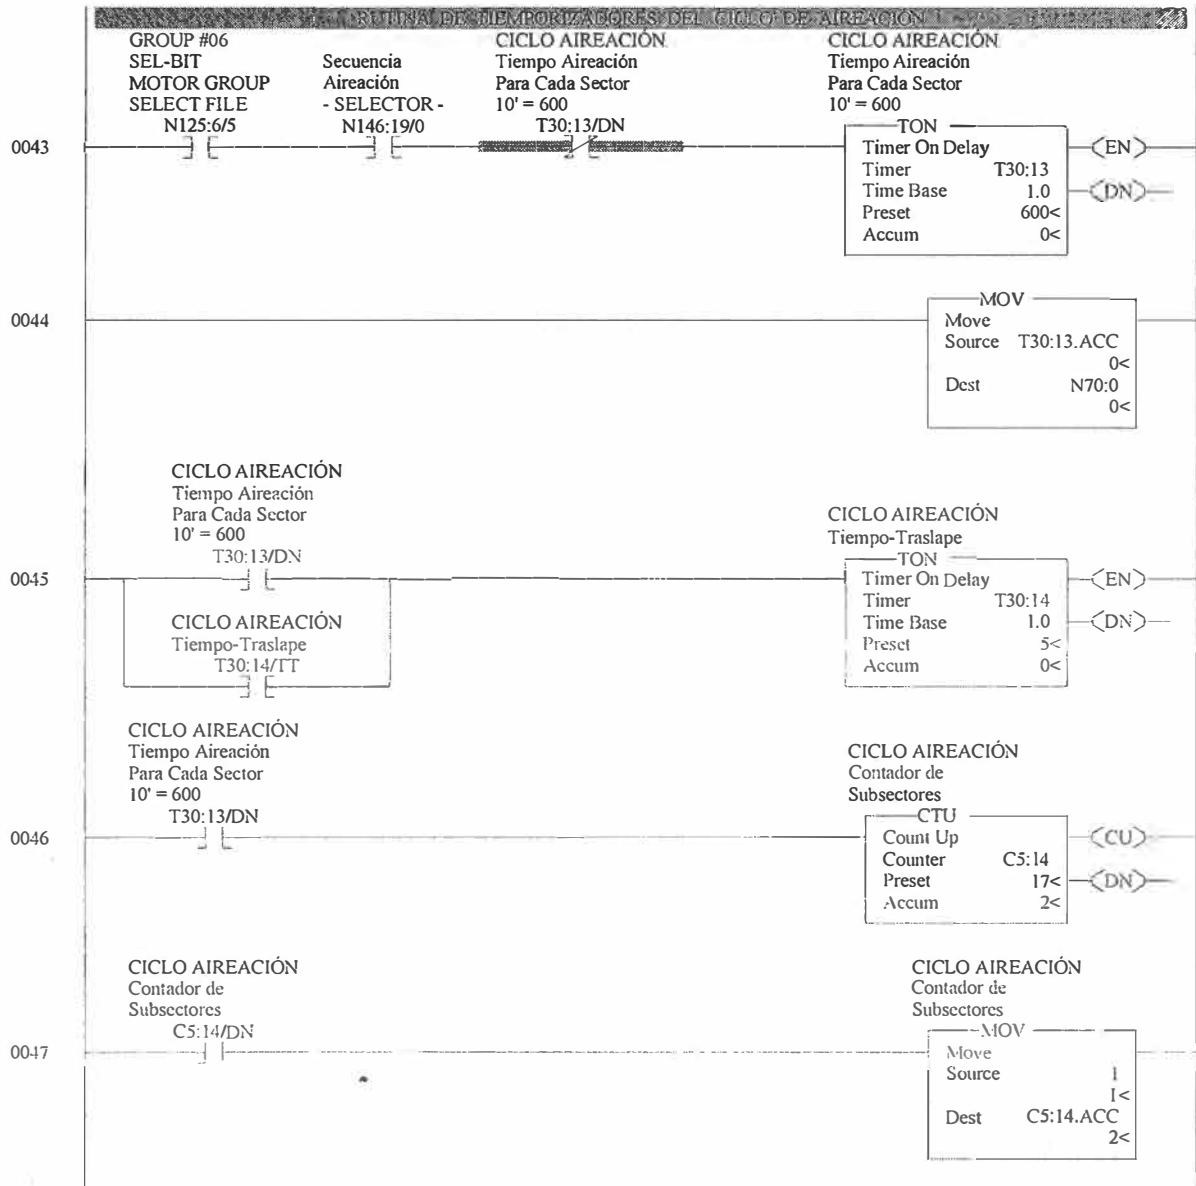 RUTINA DE TIEMPORIZADORES DEL CICLO DE AIREACIÓN
GROUP #06
SEL-BIT
MOTOR GROUP
SELECT FILE
N125:6/5
Secuencia
Aireación
- SELECTOR -
N146:19/0
CICLO AIREACIÓN
Tiempo Aireación
Para Cada Sector
10' = 600
T30:13/DN
CICLO AIREACIÓN
Tiempo Aireación
Para Cada Sector
10' = 600
0043
TON
Timer On Delay
Timer T30:13
Time Base 1.0
Preset 600<
Accum 0<
EN
DN
0044
MOV
Move
Source T30:13.ACC
0<
Dest N70:0
0<
CICLO AIREACIÓN
Tiempo Aireación
Para Cada Sector
10' = 600
T30:13/DN
0045
CICLO AIREACIÓN
Tiempo-Traslape
T30:14/TT
CICLO AIREACIÓN
Tiempo-Traslape
TON
Timer On Delay
Timer T30:14
Time Base 1.0
Preset 5<
Accum 0<
EN
DN
CICLO AIREACIÓN
Tiempo Aireación
Para Cada Sector
10' = 600
T30:13/DN
0046
CICLO AIREACIÓN
Contador de
Subsectores
CTU
Count Up
Counter C5:14
Preset 17<
Accum 2<
CU
DN
CICLO AIREACIÓN
Contador de
Subsectores
C5:14/DN
0047
CICLO AIREACIÓN
Contador de
Subsectores
MOV
Move
Source 1
1<
Dest C5:14.ACC
2<